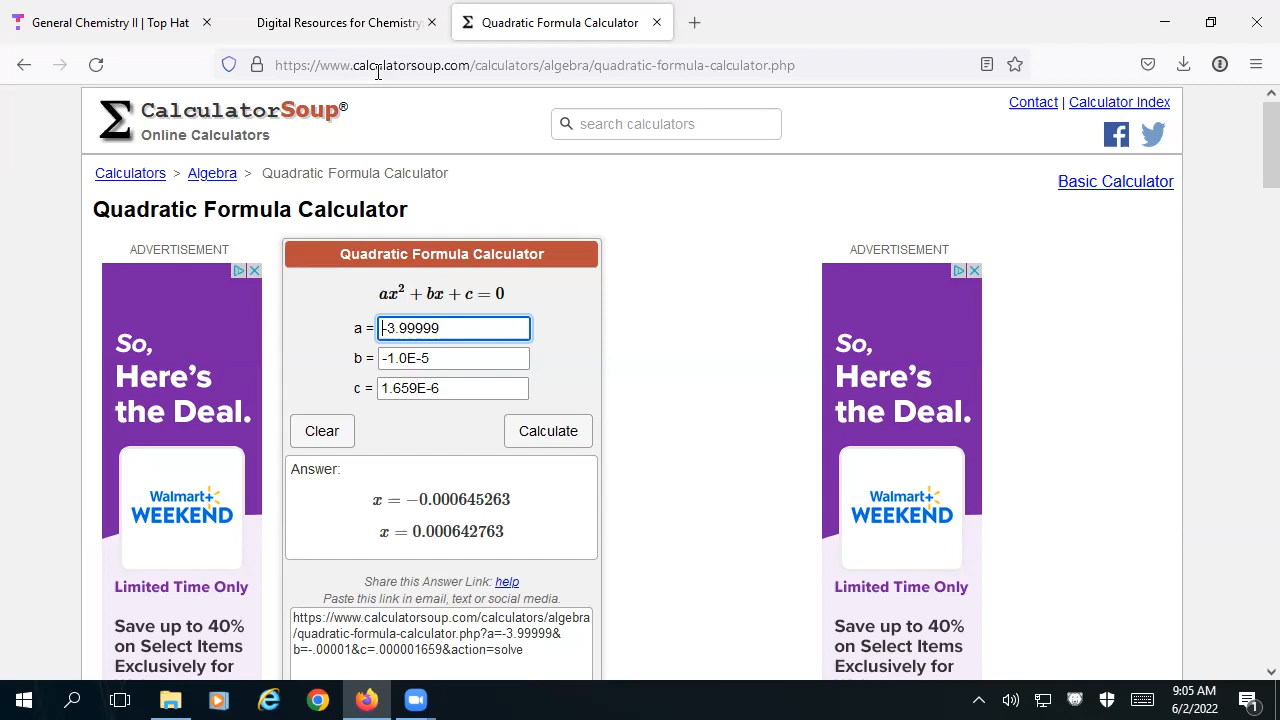 General Chemistry II | Top Hat
Digital Resources for Chemistry
Quadratic Formula Calculator
https://www.calculatorsoup.com/calculators/algebra/quadratic-formula-calculator.php
CalculatorSoup®
Online Calculators
search calculators
Contact | Calculator Index
Calculators > Algebra > Quadratic Formula Calculator
Basic Calculator
Quadratic Formula Calculator
ADVERTISEMENT
So,
Here's
the Deal.
Walmart+
WEEKEND
Limited Time Only
Save up to 40%
on Select Items
Exclusively for
Quadratic Formula Calculator
ax² + bx + c = 0
a = -3.99999
b = -1.0E-5
c = 1.659E-6
Clear
Calculate
Answer:
x = −0.000645263
x = 0.000642763
Share this Answer Link: help
Paste this link in email, text or social media.
https://www.calculatorsoup.com/calculators/algebra
/quadratic-formula-calculator.php?a=-3.99999&
b=-.00001&c=.000001659&action=solve
ADVERTISEMENT
So,
Here's
the Deal.
Walmart+
WEEKEND
Limited Time Only
Save up to 40%
on Select Items
Exclusively for
9:05 AM
6/2/2022
1